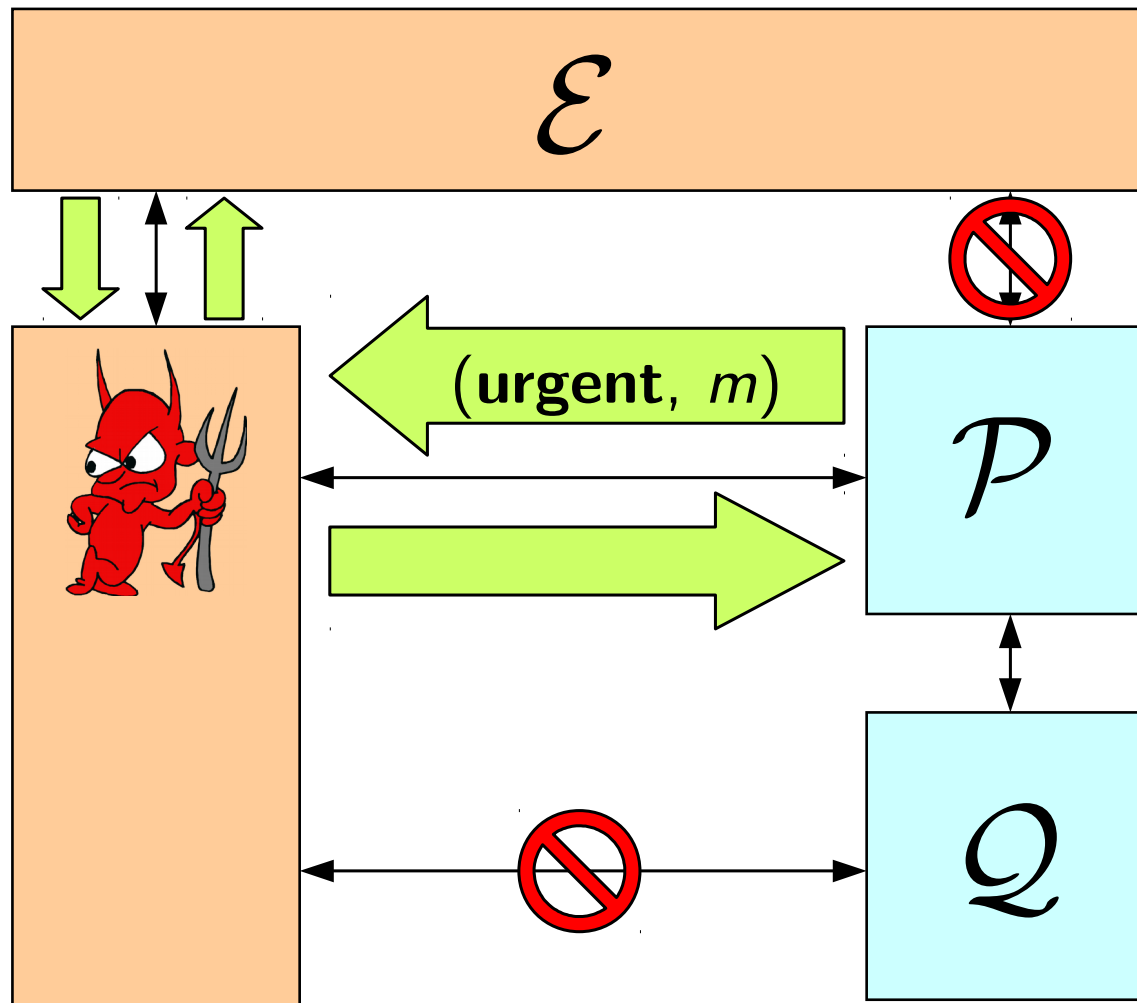 ℰ
(urgent, m)
𝒫
𝒬